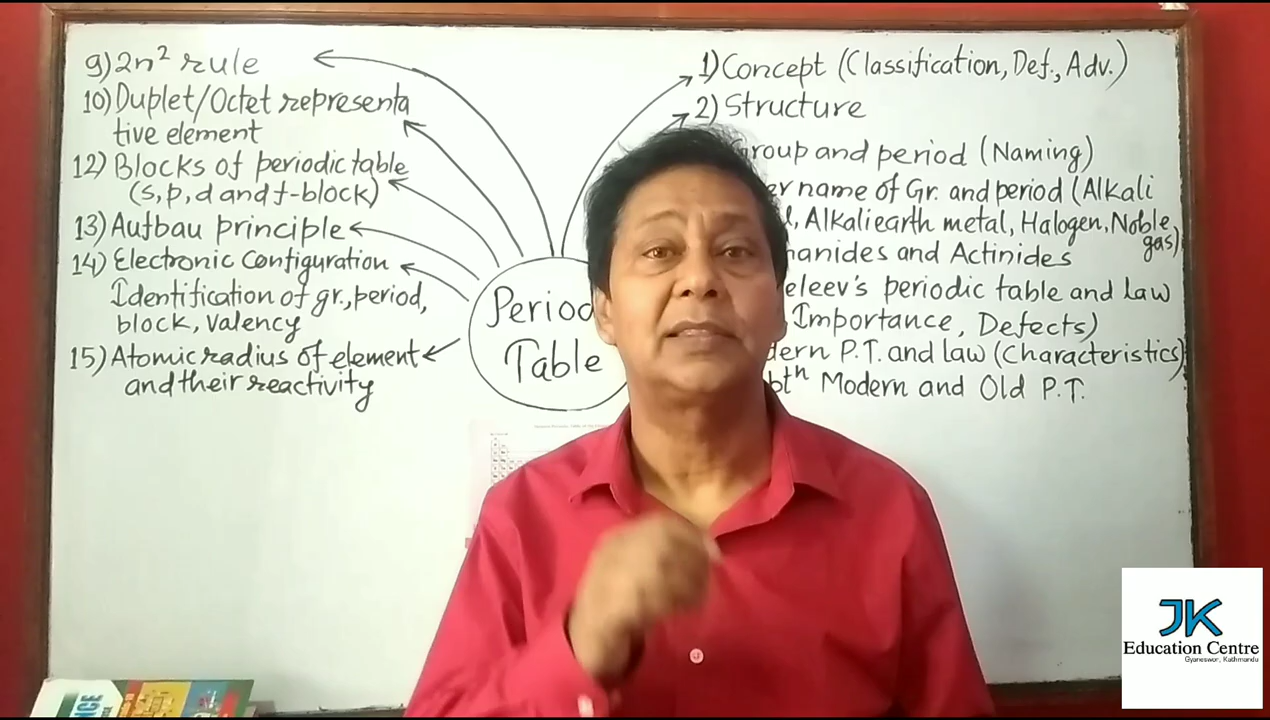 9) 2n² rule
10) Duplet/Octet representa
tive element
12) Blocks of periodic table
(s, p, d and f-block)
13) Aufbau principle
14) Electronic Configuration
Identification of gr., period,
block, valency
15) Atomic radius of element
and their reactivity
Period
Table
1) Concept (Classification, Def., Adv.)
2) Structure
Group and period (Naming)
name of Gr. and period (Alkali
, Alkaliearth metal, Halogen, Noble
gas)
and Actinides
periodic table and Law
Importance, Defects)
P.T. and law (Characteristics)
Modern and Old P.T.
JK
Education Centre
Gyaneswor, Kathmandu